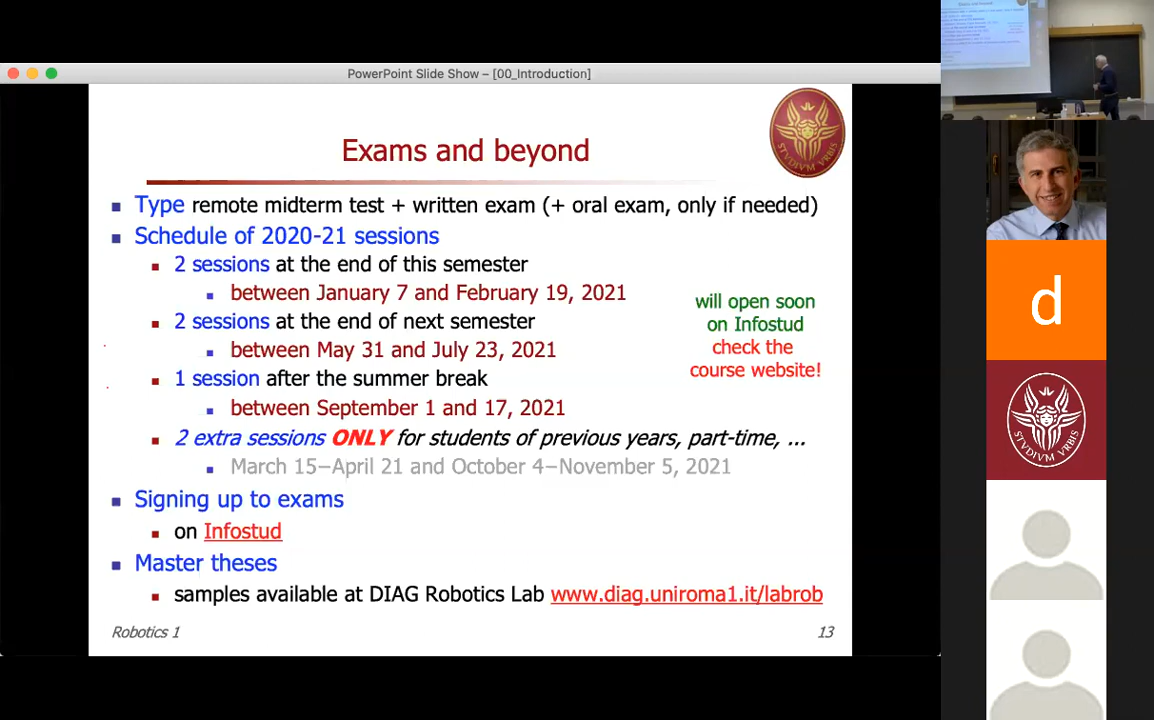 PowerPoint Slide Show – [00_Introduction]
Exams and beyond
STVDIVM VRBIS
Type remote midterm test + written exam (+ oral exam, only if needed)
Schedule of 2020-21 sessions
2 sessions at the end of this semester
between January 7 and February 19, 2021
2 sessions at the end of next semester
between May 31 and July 23, 2021
1 session after the summer break
between September 1 and 17, 2021
will open soon
on Infostud
check the
course website!
2 extra sessions ONLY for students of previous years, part-time, ...
March 15–April 21 and October 4–November 5, 2021
Signing up to exams
on Infostud
Master theses
samples available at DIAG Robotics Lab www.diag.uniroma1.it/labrob
Robotics 1
13
d
STVDIVM VRBIS